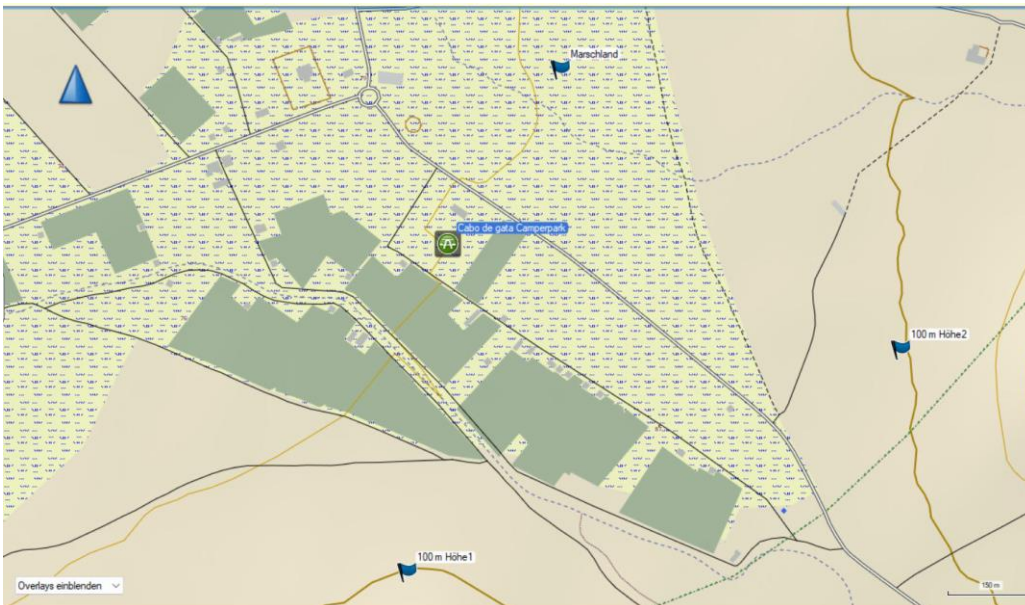 Marschland
Cabo de gata Camperpark
100 m Höhe2
100 m Höhe1
Overlays einblenden
150 m